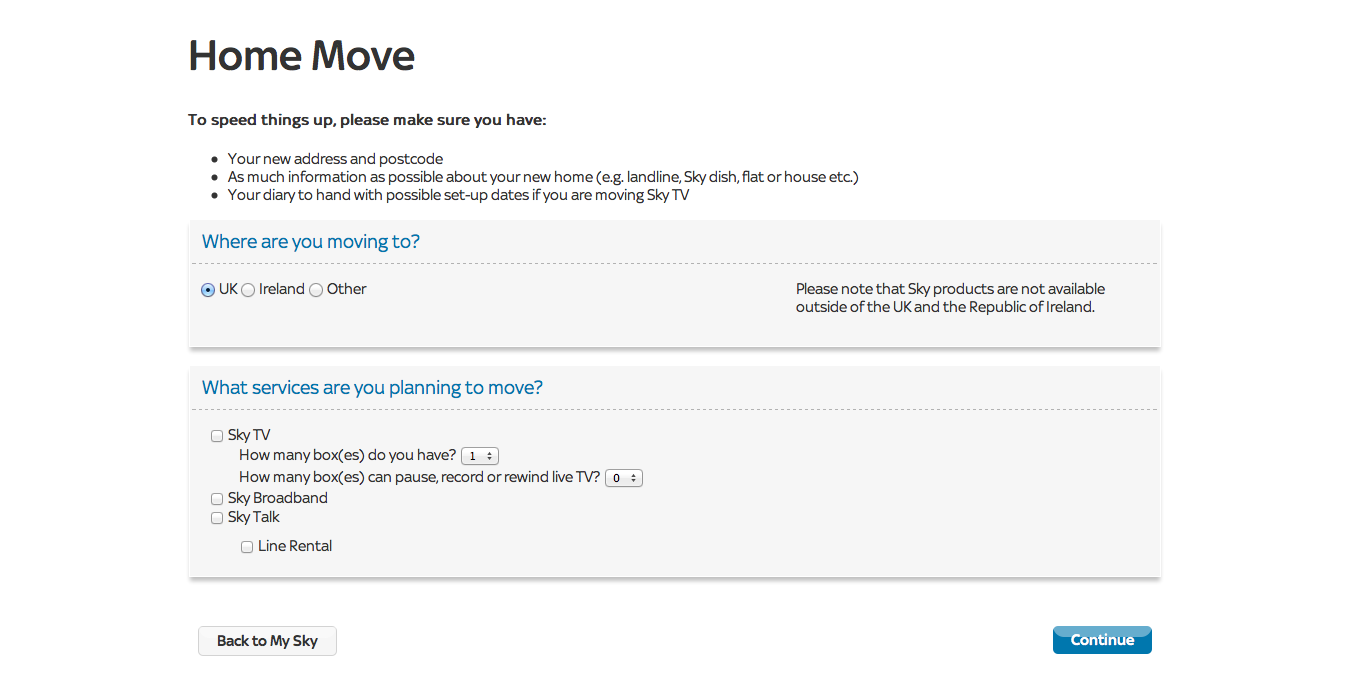 Home Move
To speed things up, please make sure you have:
Your new address and postcode
As much information as possible about your new home (e.g. landline, Sky dish, flat or house etc.)
Your diary to hand with possible set-up dates if you are moving Sky TV
Where are you moving to?
UK Ireland Other
Please note that Sky products are not available
outside of the UK and the Republic of Ireland.
What services are you planning to move?
Sky TV
How many box(es) do you have? 1
How many box(es) can pause, record or rewind live TV? 0
Sky Broadband
Sky Talk
Line Rental
Back to My Sky
Continue